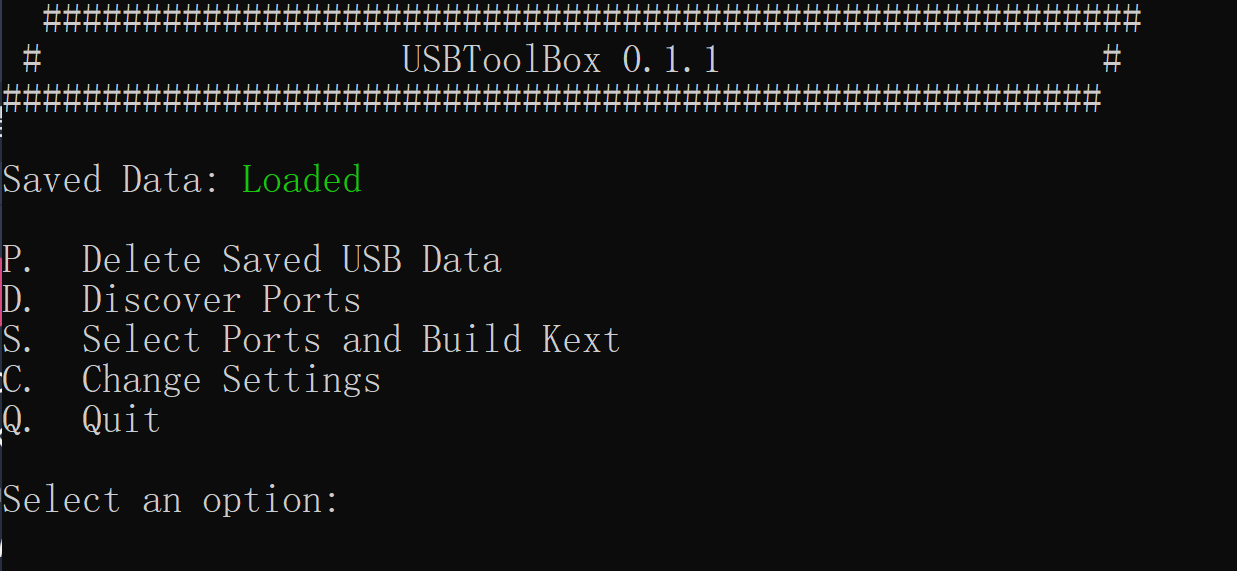 #######################################################
# USBToolBox 0.1.1 #
#######################################################
Saved Data: Loaded
P. Delete Saved USB Data
D. Discover Ports
S. Select Ports and Build Kext
C. Change Settings
Q. Quit
Select an option: